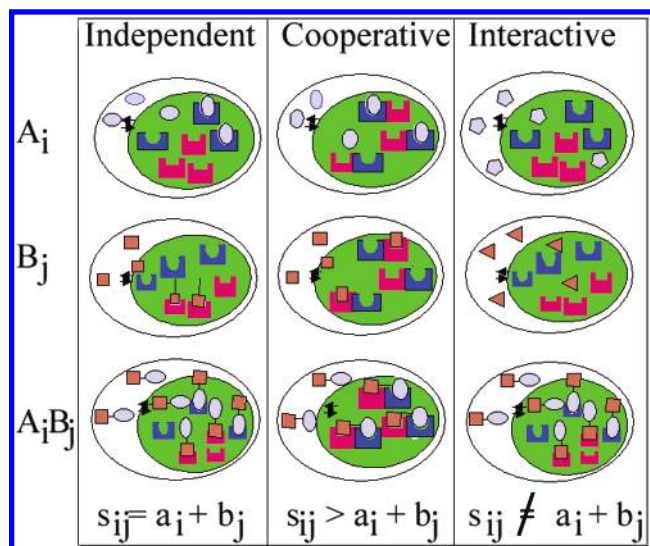 Independent Cooperative Interactive
Ai
Bj
AiBj
sij = ai + bj sij > ai + bj sij ≠ ai + bj